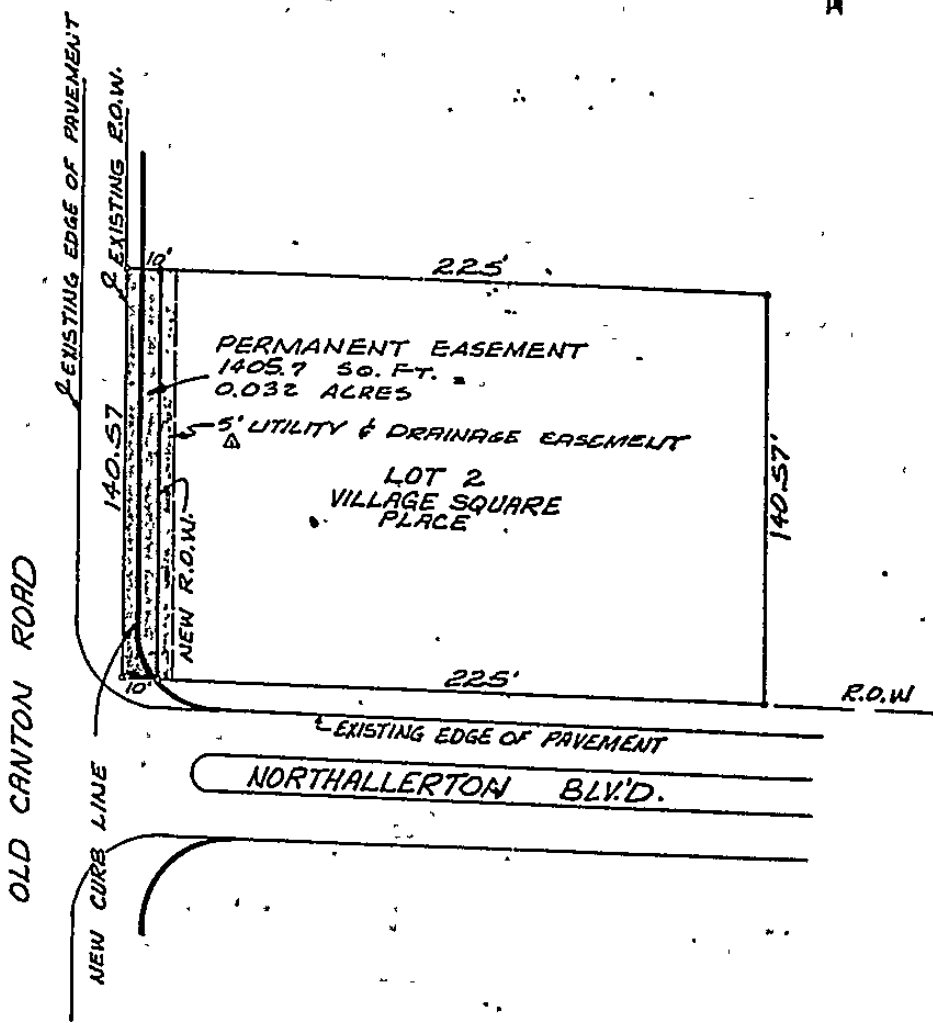 EXISTING EDGE OF PAVEMENT
EXISTING R.O.W.
10'
225'
PERMANENT EASEMENT
1405.7 SQ. FT. =
0.032 ACRES
5' UTILITY & DRAINAGE EASEMENT
LOT 2
VILLAGE SQUARE
PLACE
140.57
140.57'
NEW R.O.W.
10'
225'
R.O.W
EXISTING EDGE OF PAVEMENT
NORTHALLERTON BLV'D.
OLD CANTON ROAD
NEW CURB LINE